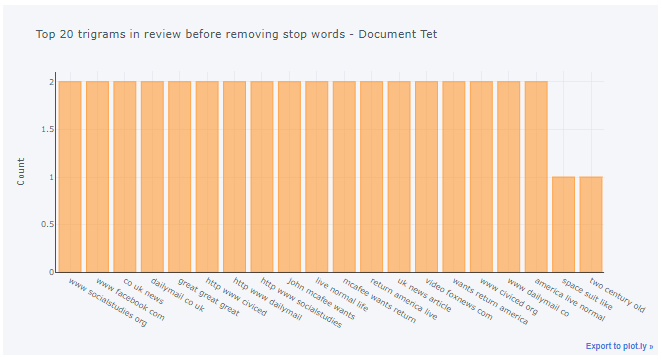 Top 20 trigrams in review before removing stop words - Document Tet
Count
2
1.5
1
0.5
0
www socialstudies org
www facebook com
co uk news
dailymail co uk
great great great
http www civiced
http www dailymail
http www socialstudies
john mcafee wants
live normal life
mcafee wants return
return america live
uk news article
video foxnews com
wants return america
www civiced org
www dailymail co
america live normal
space suit like
two century old
Export to plot.ly »